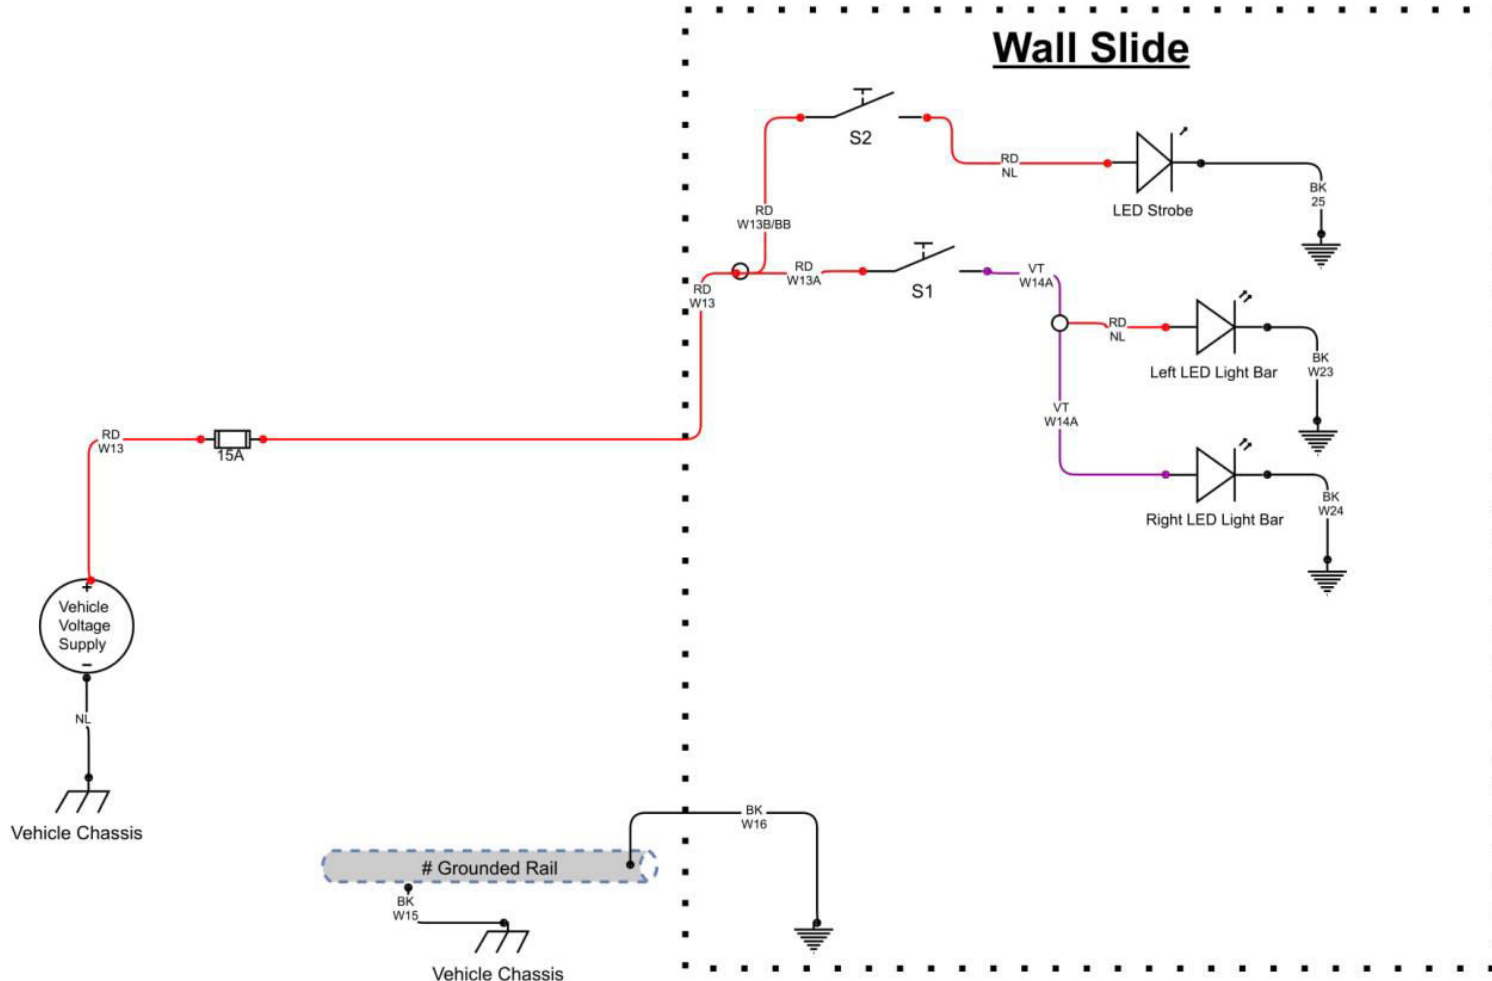 Wall Slide
S2
RD
NL
LED Strobe
BK
25
RD
W13B/BB
RD
W13A
S1
VT
W14A
RD
W13
RD
NL
Left LED Light Bar
BK
W23
VT
W14A
Right LED Light Bar
BK
W24
RD
W13
15A
+
Vehicle
Voltage
Supply
−
NL
Vehicle Chassis
BK
W16
# Grounded Rail
BK
W15
Vehicle Chassis